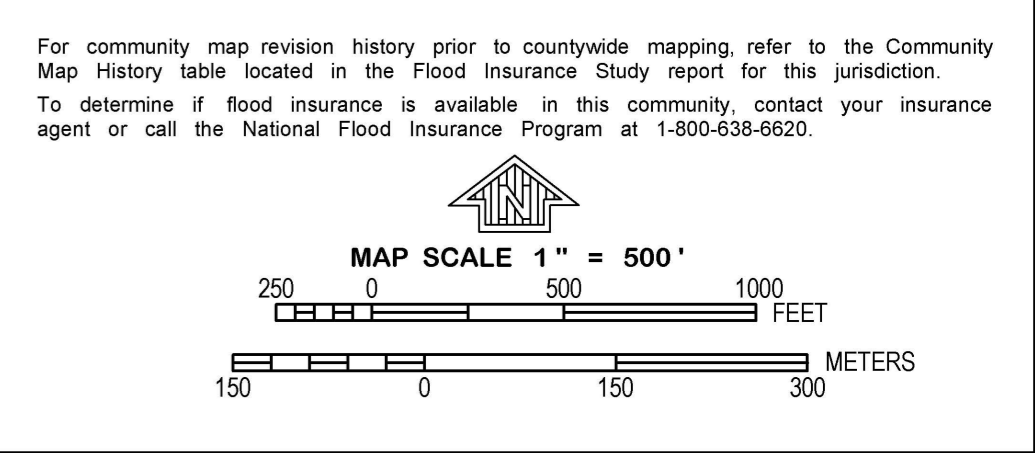 For community map revision history prior to countywide mapping, refer to the Community
Map History table located in the Flood Insurance Study report for this jurisdiction.
To determine if flood insurance is available in this community, contact your insurance
agent or call the National Flood Insurance Program at 1-800-638-6620.
N
MAP SCALE 1" = 500'
250 0 500 1000
FEET
METERS
150 0 150 300